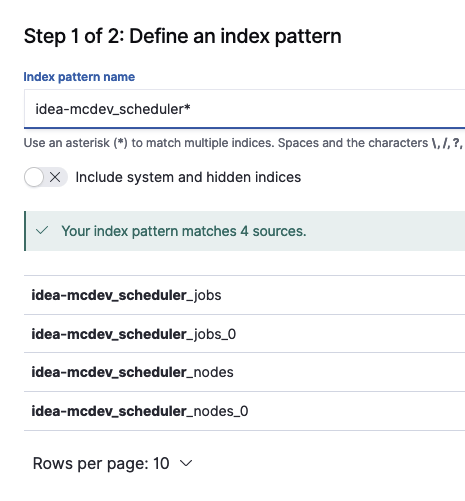 Step 1 of 2: Define an index pattern
Index pattern name
idea-mcdev_scheduler*
Use an asterisk (*) to match multiple indices. Spaces and the characters \, /, ?,
Include system and hidden indices
Your index pattern matches 4 sources.
idea-mcdev_scheduler_jobs
idea-mcdev_scheduler_jobs_0
idea-mcdev_scheduler_nodes
idea-mcdev_scheduler_nodes_0
Rows per page: 10